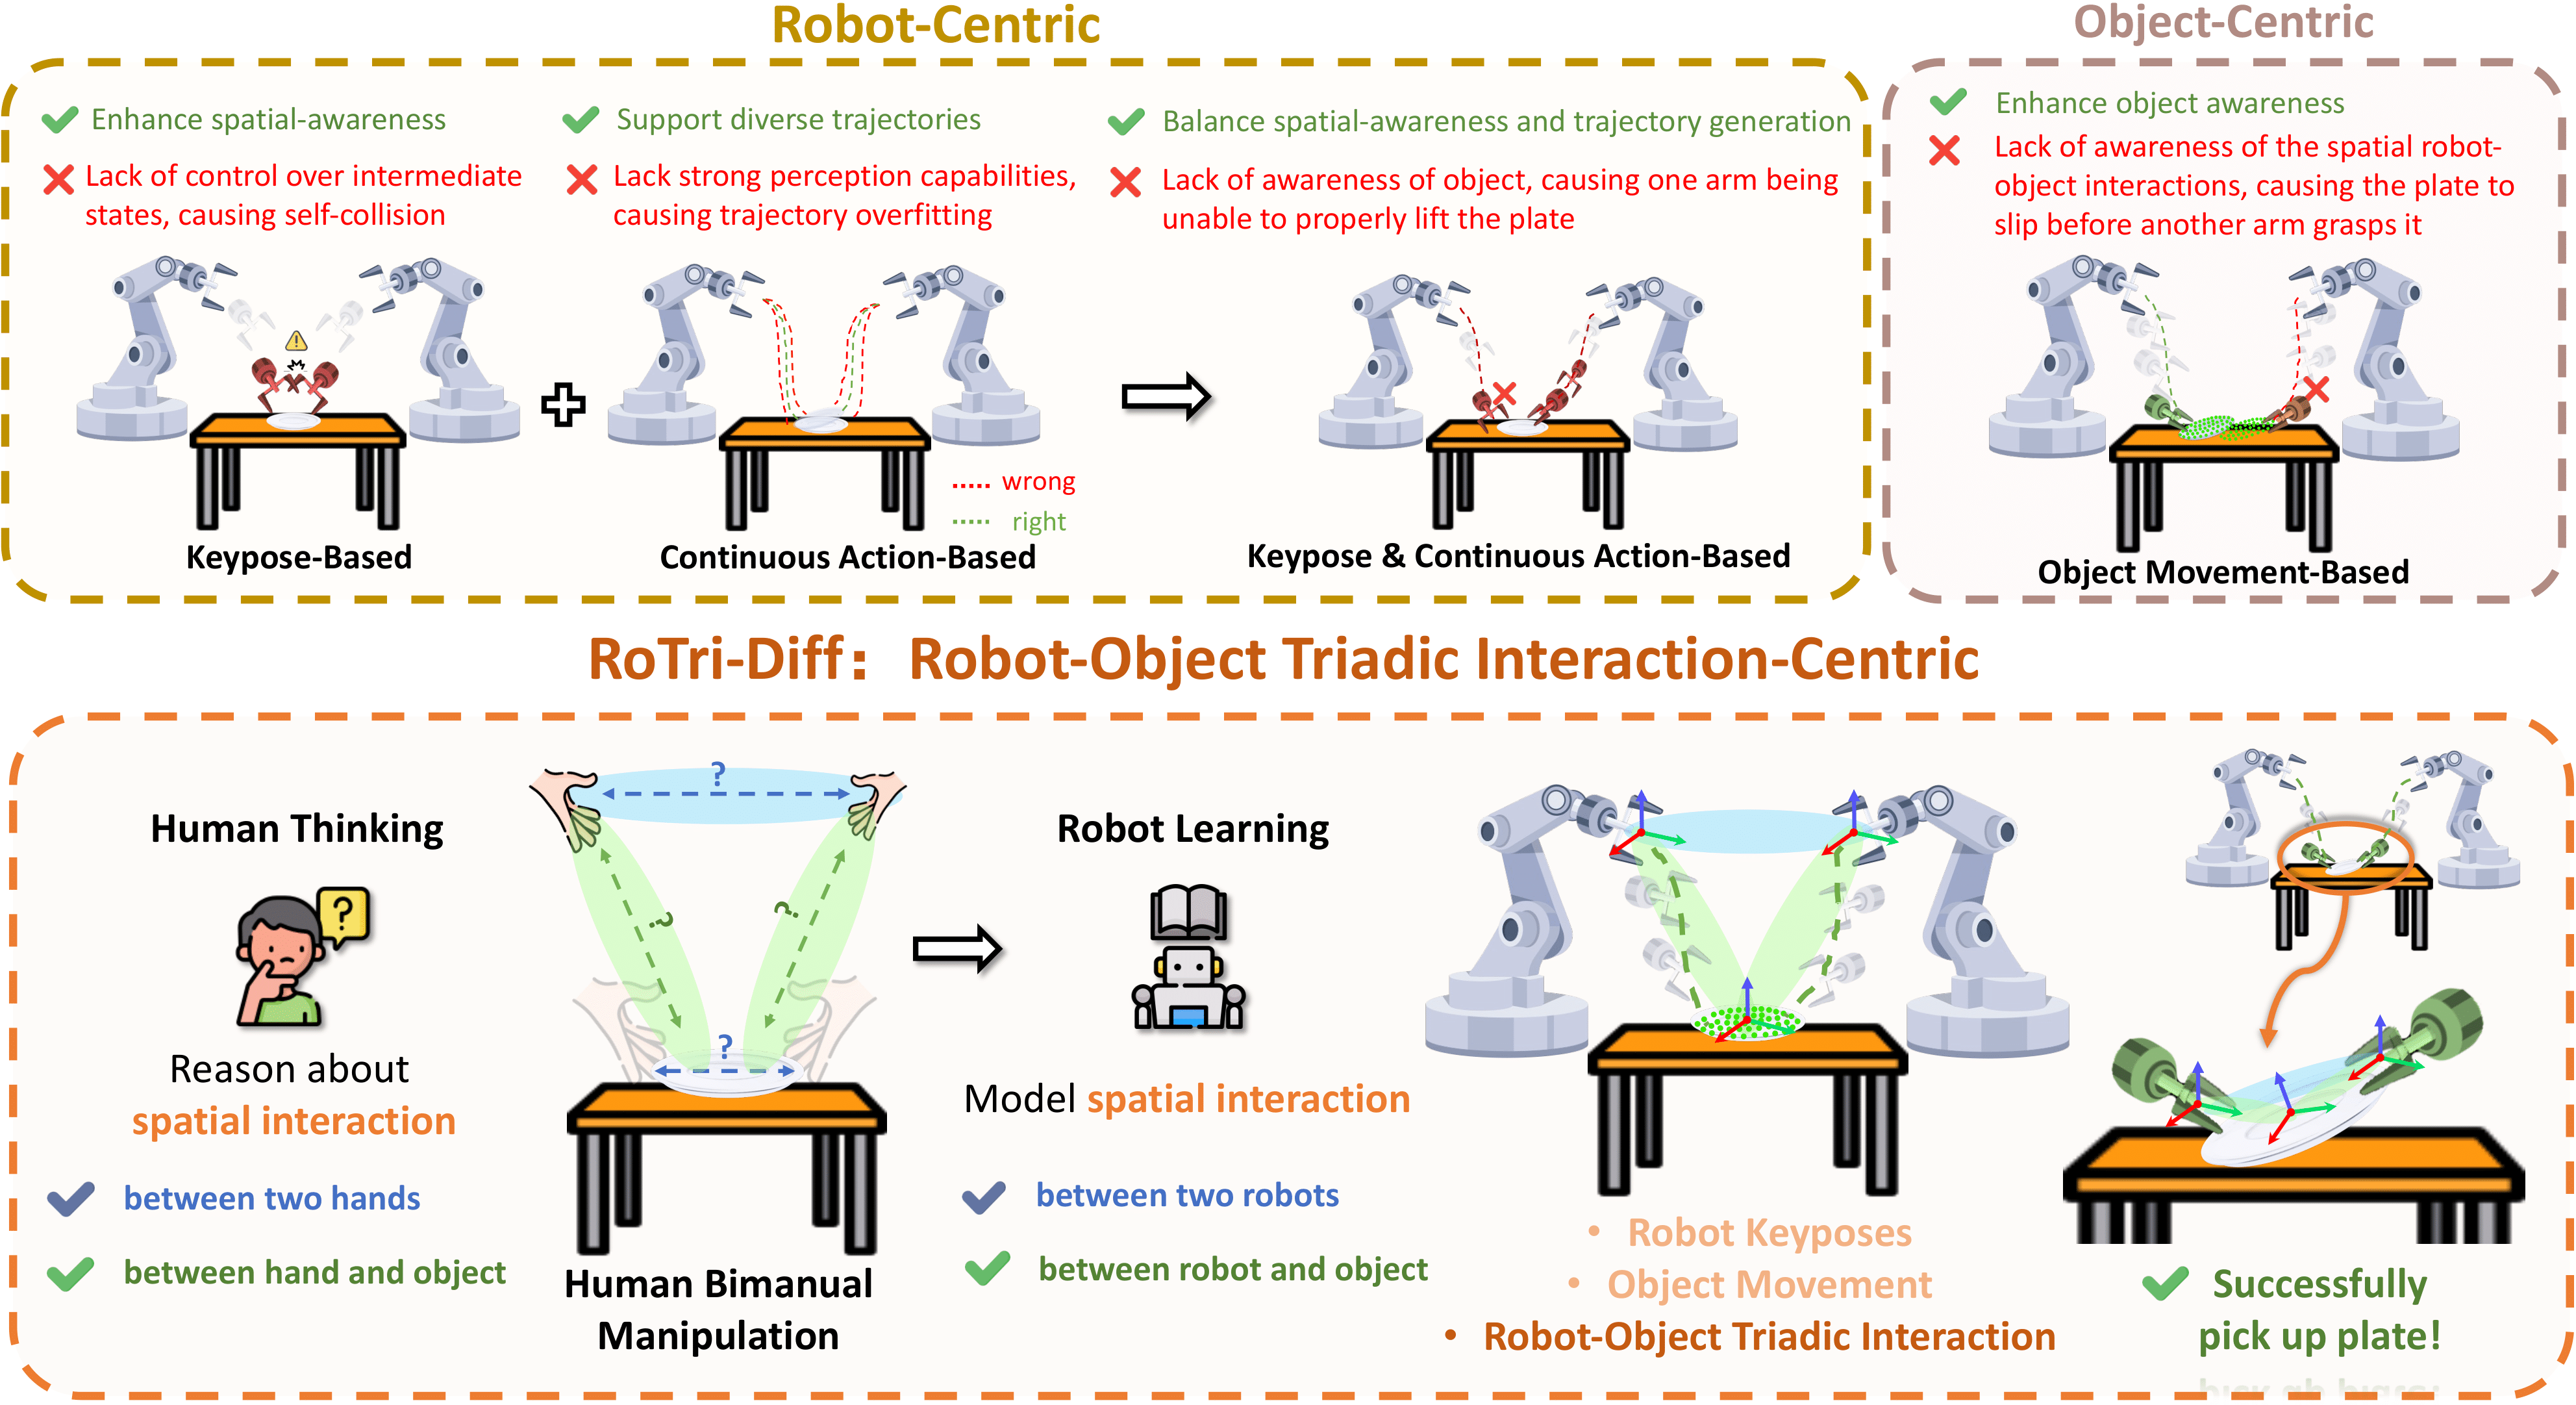 Robot-Centric
Enhance spatial-awareness
Lack of control over intermediate
states, causing self-collision
Keypose-Based
Support diverse trajectories
Lack strong perception capabilities,
causing trajectory overfitting
wrong
right
Continuous Action-Based
Balance spatial-awareness and trajectory generation
Lack of awareness of object, causing one arm being
unable to properly lift the plate
Keypose & Continuous Action-Based
Object-Centric
Enhance object awareness
Lack of awareness of the spatial robot-
object interactions, causing the plate to
slip before another arm grasps it
Object Movement-Based
RoTri-Diff： Robot-Object Triadic Interaction-Centric
Human Thinking
?
Reason about
spatial interaction
between two hands
between hand and object
?
?
?
?
Human Bimanual
Manipulation
Robot Learning
Model spatial interaction
between two robots
between robot and object
• Robot Keyposes
• Object Movement
• Robot-Object Triadic Interaction
Successfully
pick up plate!